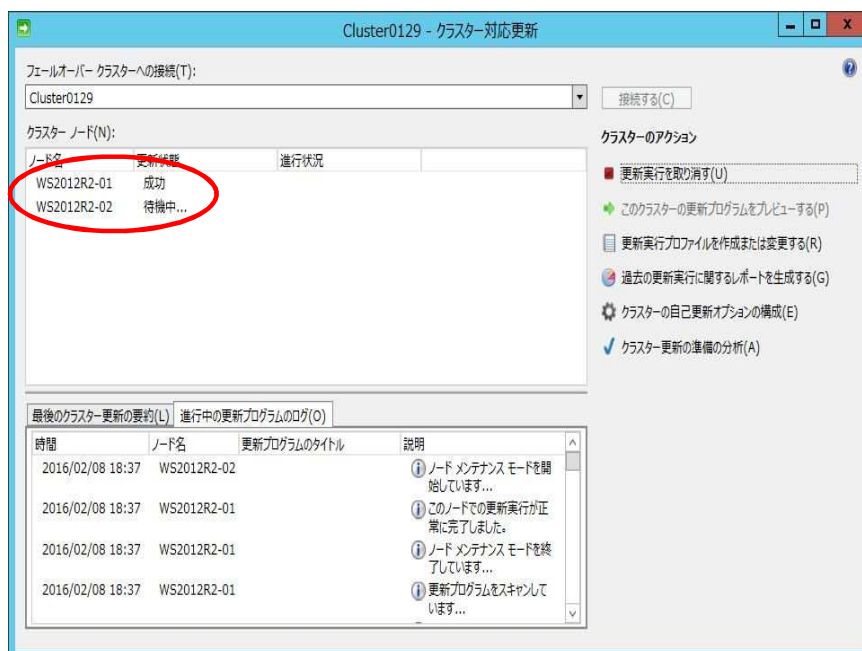 Cluster0129 - クラスター対応更新
フェールオーバー クラスターへの接続(T):
Cluster0129
接続する(C)
クラスター ノード(N):
ノード名 更新状態 進行状況
WS2012R2-01 成功
WS2012R2-02 待機中...
クラスターのアクション
更新実行を取り消す(U)
このクラスターの更新プログラムをプレビューする(P)
更新実行プロファイルを作成または変更する(R)
過去の更新実行に関するレポートを生成する(G)
クラスターの自己更新オプションの構成(E)
クラスター更新の準備の分析(A)
最後のクラスター更新の要約(L) 進行中の更新プログラムのログ(O)
時間 ノード名 更新プログラムのタイトル 説明
2016/02/08 18:37 WS2012R2-02 ノード メンテナンス モードを開
始しています...
2016/02/08 18:37 WS2012R2-01 このノードでの更新実行が正
常に完了しました。
2016/02/08 18:37 WS2012R2-01 ノード メンテナンス モードを終
了しています...
2016/02/08 18:37 WS2012R2-01 更新プログラムをスキャンして
います...